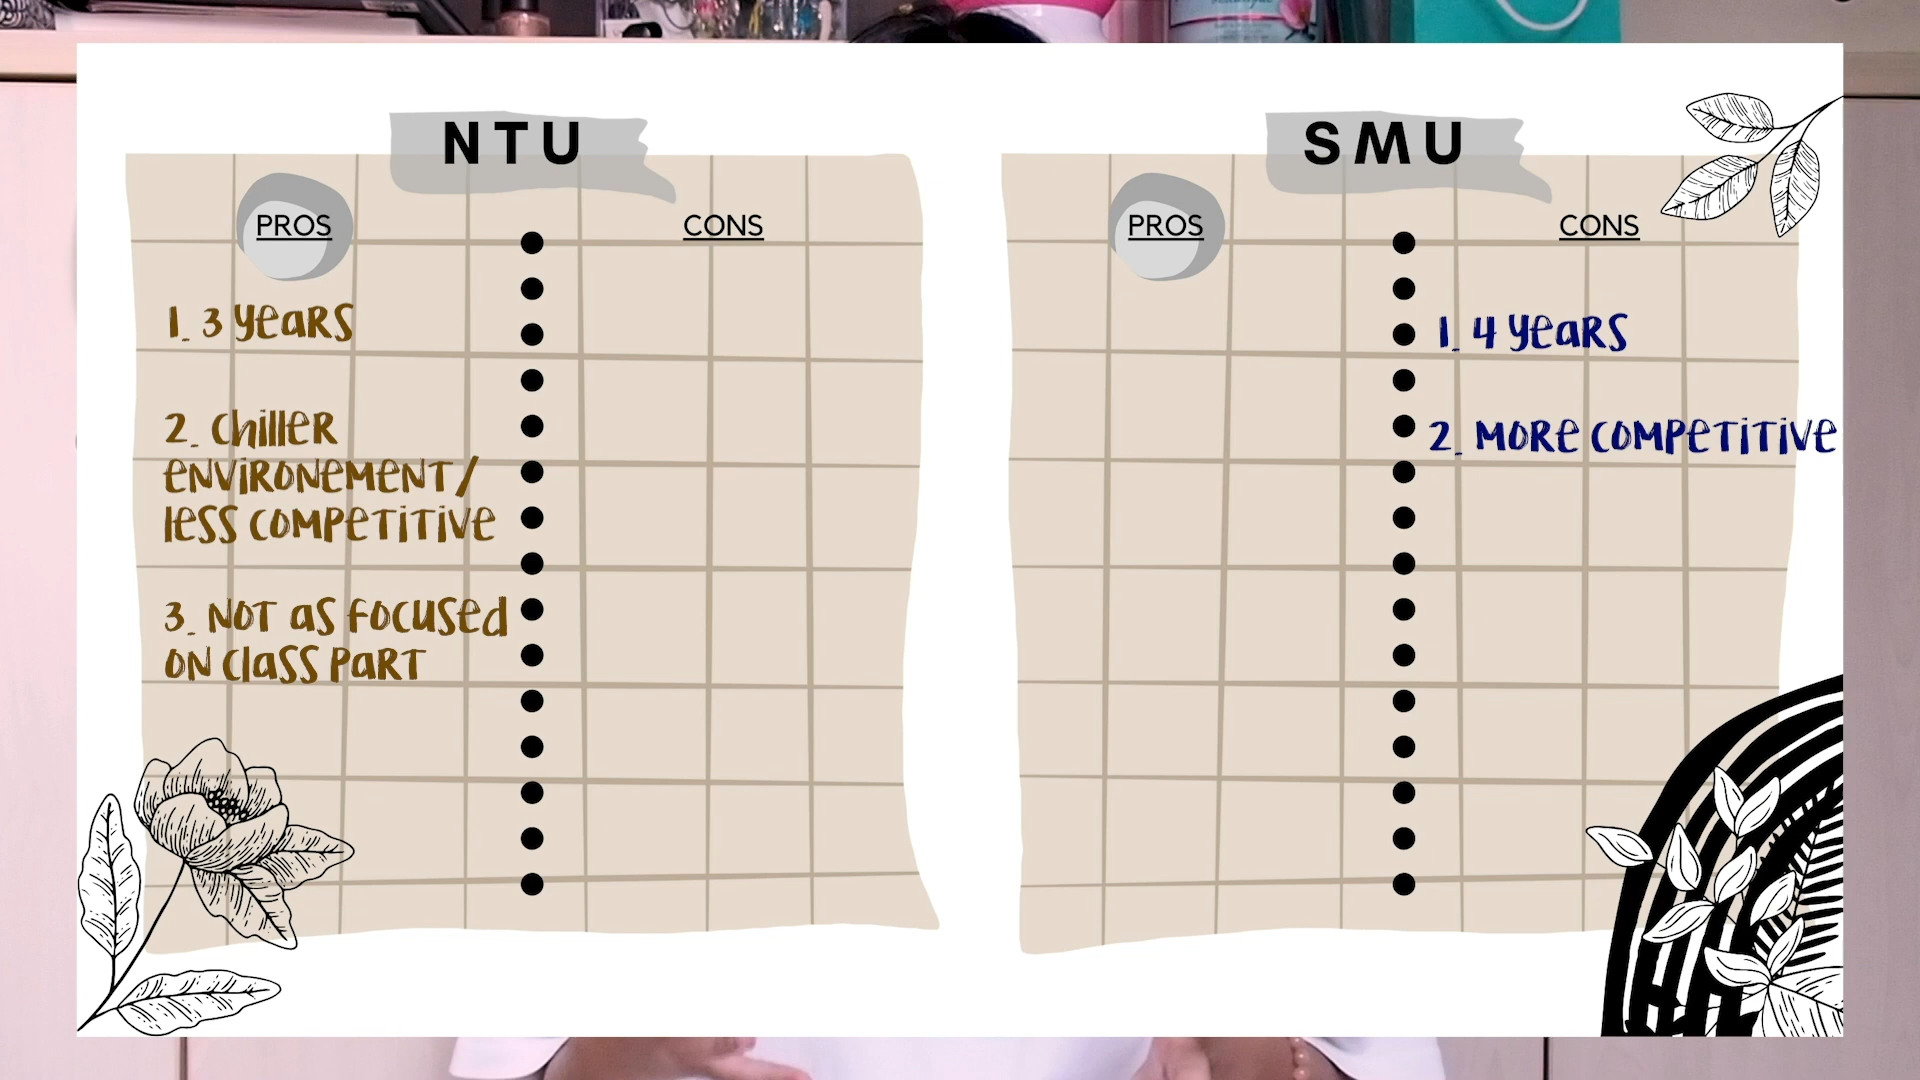 NTU
PROS
CONS
1. 3 years
2. Chiller
environement/
less competitive
3. Not as focused
on class part
SMU
PROS
CONS
1. 4 years
2. More competitive